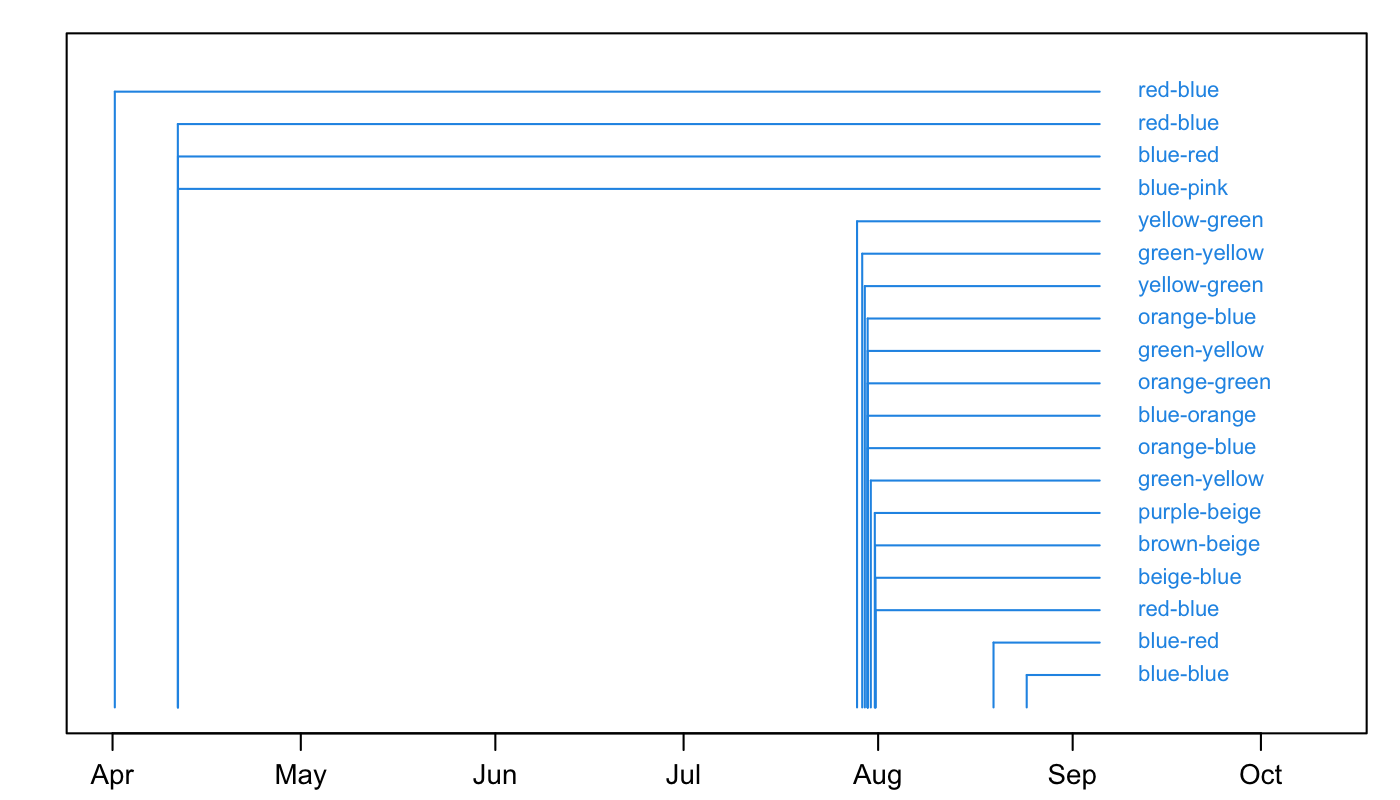 red-blue
red-blue
blue-red
blue-pink
yellow-green
green-yellow
yellow-green
orange-blue
green-yellow
orange-green
blue-orange
orange-blue
green-yellow
purple-beige
brown-beige
beige-blue
red-blue
blue-red
blue-blue
Apr May Jun Jul Aug Sep Oct